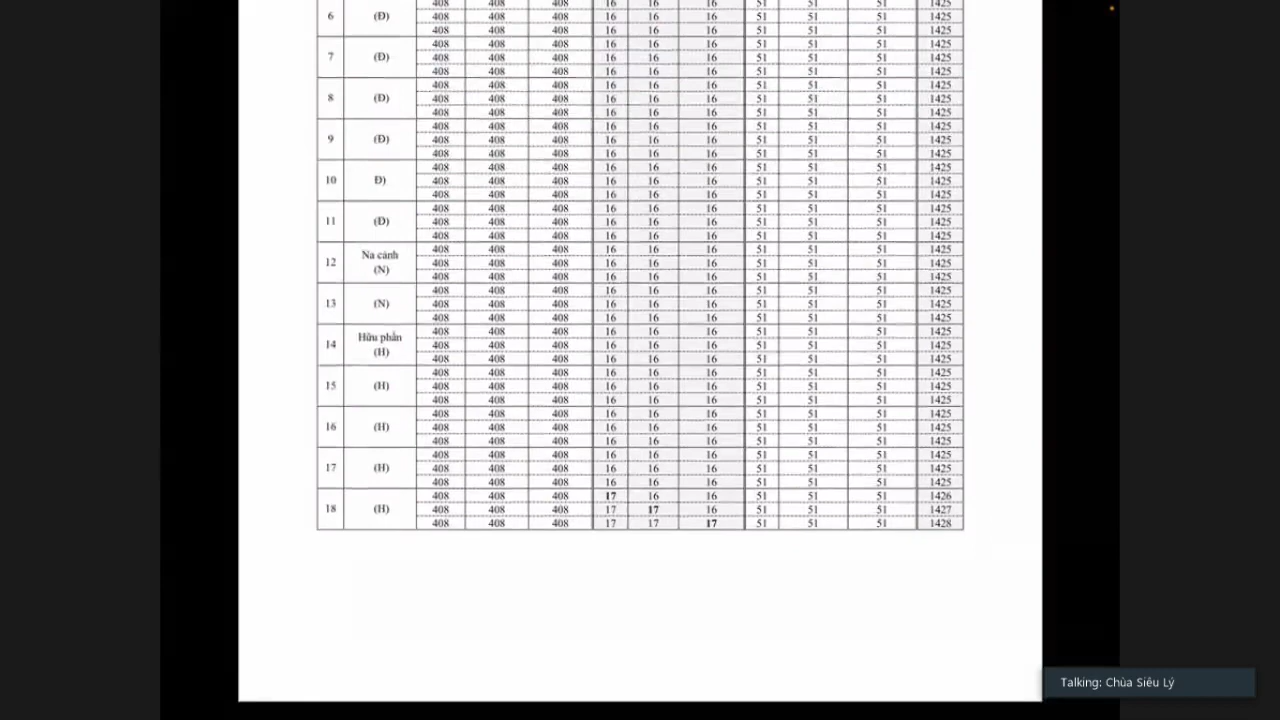 408 408 408 16 16 16 51 51 51 1425
6 (Đ) 408 408 408 16 16 16 51 51 51 1425
408 408 408 16 16 16 51 51 51 1425
408 408 408 16 16 16 51 51 51 1425
7 (Đ) 408 408 408 16 16 16 51 51 51 1425
408 408 408 16 16 16 51 51 51 1425
408 408 408 16 16 16 51 51 51 1425
8 (Đ) 408 408 408 16 16 16 51 51 51 1425
408 408 408 16 16 16 51 51 51 1425
408 408 408 16 16 16 51 51 51 1425
9 (Đ) 408 408 408 16 16 16 51 51 51 1425
408 408 408 16 16 16 51 51 51 1425
408 408 408 16 16 16 51 51 51 1425
10 Đ) 408 408 408 16 16 16 51 51 51 1425
408 408 408 16 16 16 51 51 51 1425
408 408 408 16 16 16 51 51 51 1425
11 (Đ) 408 408 408 16 16 16 51 51 51 1425
408 408 408 16 16 16 51 51 51 1425
408 408 408 16 16 16 51 51 51 1425
12 Na cảnh (N) 408 408 408 16 16 16 51 51 51 1425
408 408 408 16 16 16 51 51 51 1425
408 408 408 16 16 16 51 51 51 1425
13 (N) 408 408 408 16 16 16 51 51 51 1425
408 408 408 16 16 16 51 51 51 1425
408 408 408 16 16 16 51 51 51 1425
14 Hữu phần (H) 408 408 408 16 16 16 51 51 51 1425
408 408 408 16 16 16 51 51 51 1425
408 408 408 16 16 16 51 51 51 1425
15 (H) 408 408 408 16 16 16 51 51 51 1425
408 408 408 16 16 16 51 51 51 1425
408 408 408 16 16 16 51 51 51 1425
16 (H) 408 408 408 16 16 16 51 51 51 1425
408 408 408 16 16 16 51 51 51 1425
408 408 408 16 16 16 51 51 51 1425
17 (H) 408 408 408 16 16 16 51 51 51 1425
408 408 408 16 16 16 51 51 51 1425
408 408 408 17 16 16 51 51 51 1426
18 (H) 408 408 408 17 17 16 51 51 51 1427
408 408 408 17 17 17 51 51 51 1428
Talking: Chùa Siêu Lý